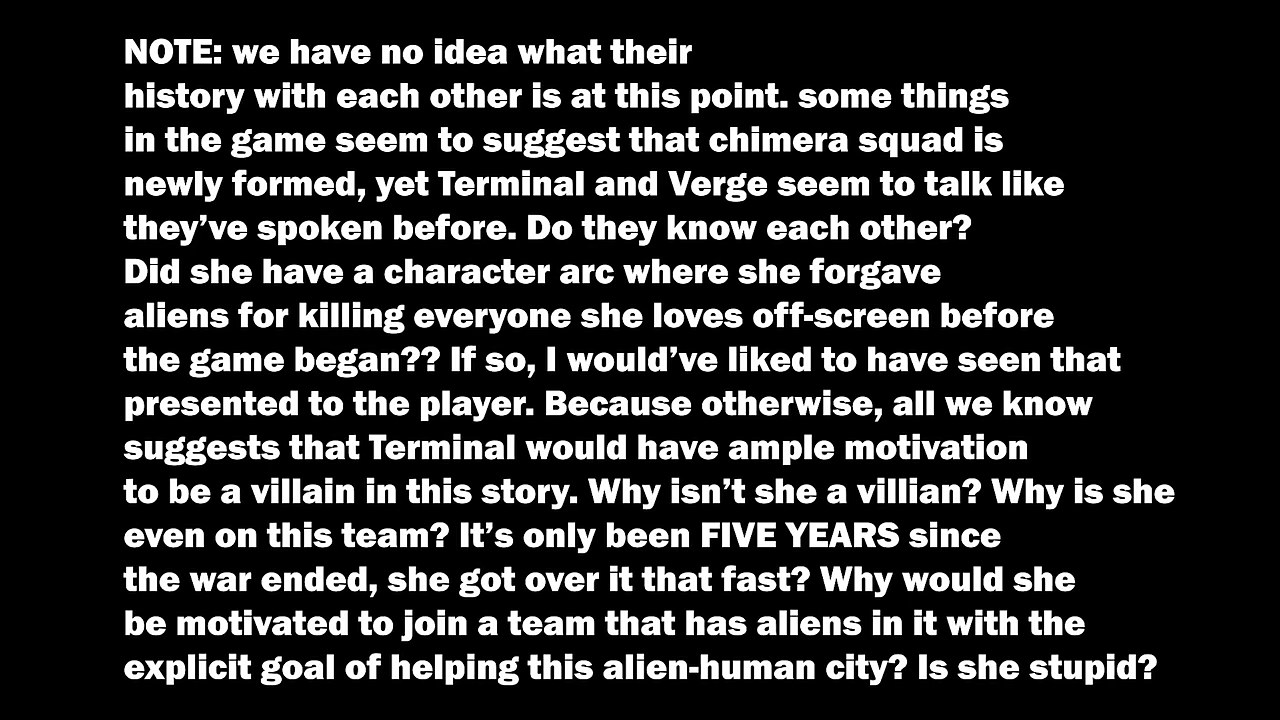 NOTE: we have no idea what their
history with each other is at this point. some things
in the game seem to suggest that chimera squad is
newly formed, yet Terminal and Verge seem to talk like
they’ve spoken before. Do they know each other?
Did she have a character arc where she forgave
aliens for killing everyone she loves off-screen before
the game began?? If so, I would’ve liked to have seen that
presented to the player. Because otherwise, all we know
suggests that Terminal would have ample motivation
to be a villain in this story. Why isn’t she a villian? Why is she
even on this team? It’s only been FIVE YEARS since
the war ended, she got over it that fast? Why would she
be motivated to join a team that has aliens in it with the
explicit goal of helping this alien-human city? Is she stupid?